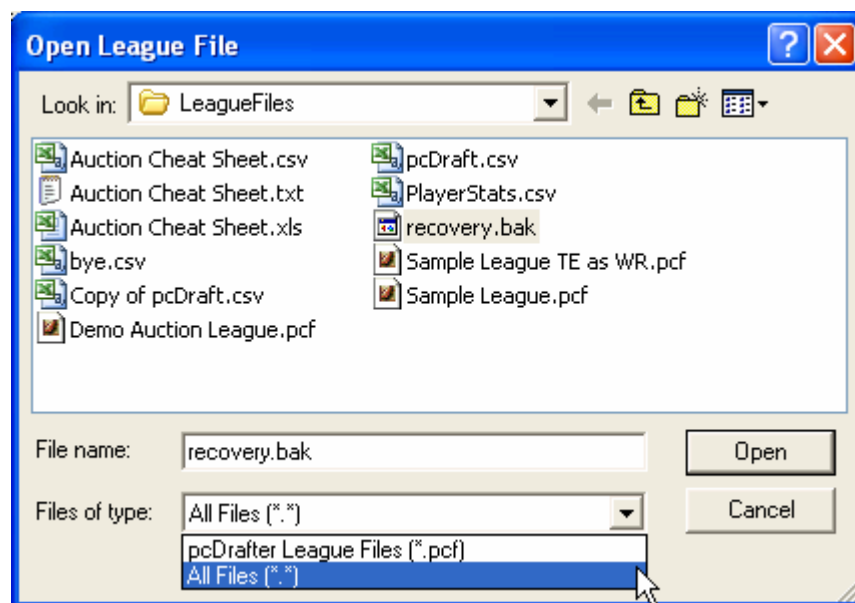 Open League File
Look in: LeagueFiles
Auction Cheat Sheet.csv
Auction Cheat Sheet.txt
Auction Cheat Sheet.xls
bye.csv
Copy of pcDraft.csv
Demo Auction League.pcf
pcDraft.csv
PlayerStats.csv
recovery.bak
Sample League TE as WR.pcf
Sample League.pcf
File name: recovery.bak
Open
Files of type: All Files (*.*)
Cancel
pcDrafter League Files (*.pcf)
All Files (*.*)